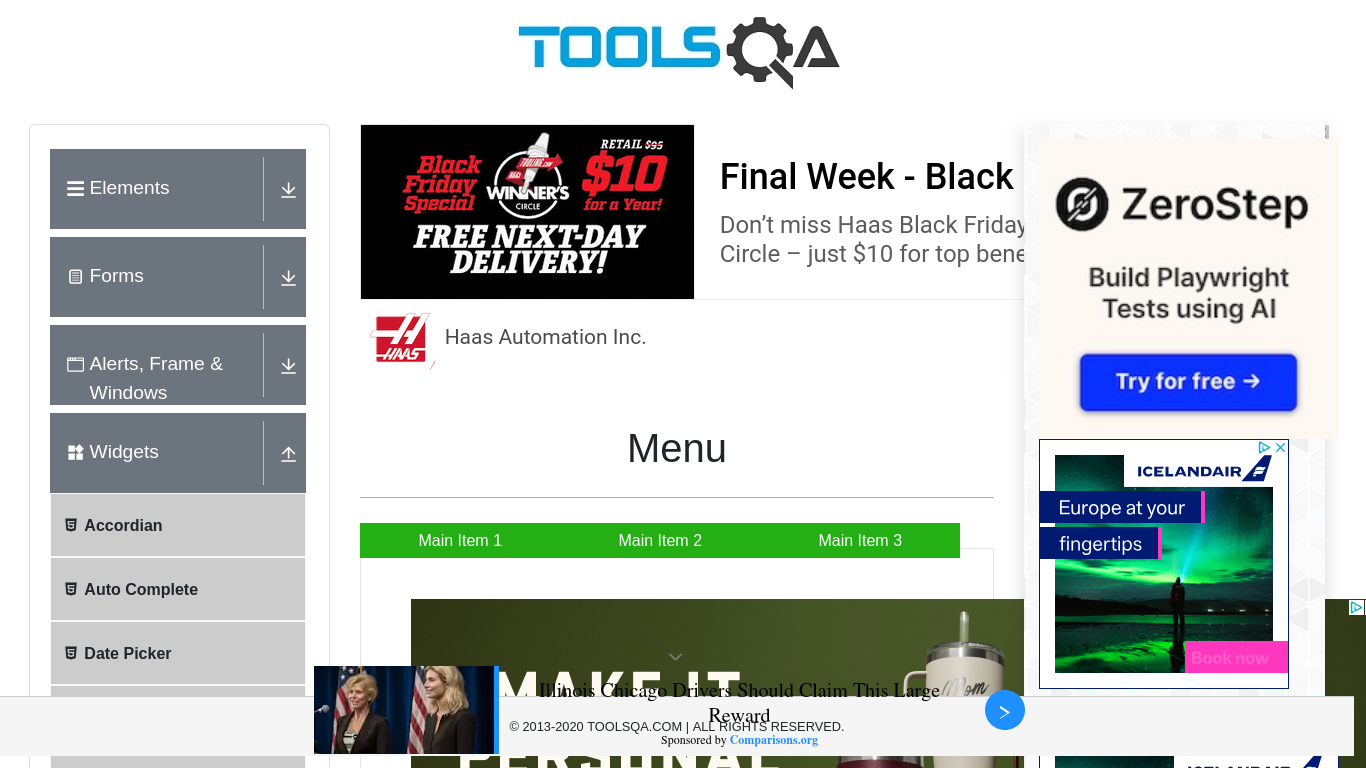 TOOLSQA
Elements
Forms
Alerts, Frame &
Windows
Widgets
Accordian
Auto Complete
Date Picker
Black
Friday
Special
TOOLING.COM
HAAS
WINNER'S
CIRCLE
RETAIL $95
$10
for a Year!
FREE NEXT-DAY
DELIVERY!
Final Week - Black
Don’t miss Haas Black Friday
Circle – just $10 for top bene
HAAS
Haas Automation Inc.
Menu
Main Item 1
Main Item 2
Main Item 3
ZeroStep
Build Playwright
Tests using AI
Try for free →
ICELANDAIR
Europe at your
fingertips
Book now
MAKE IT
PERSONAL
Mom
Illinois Chicago Drivers Should Claim This Large
Reward
© 2013-2020 TOOLSQA.COM | ALL RIGHTS RESERVED.
Sponsored by Comparisons.org
ICELANDAIR